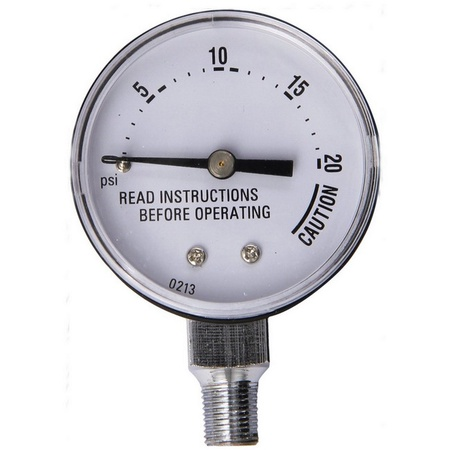 5
10
15
20
psi
READ INSTRUCTIONS
BEFORE OPERATING
CAUTION
0213